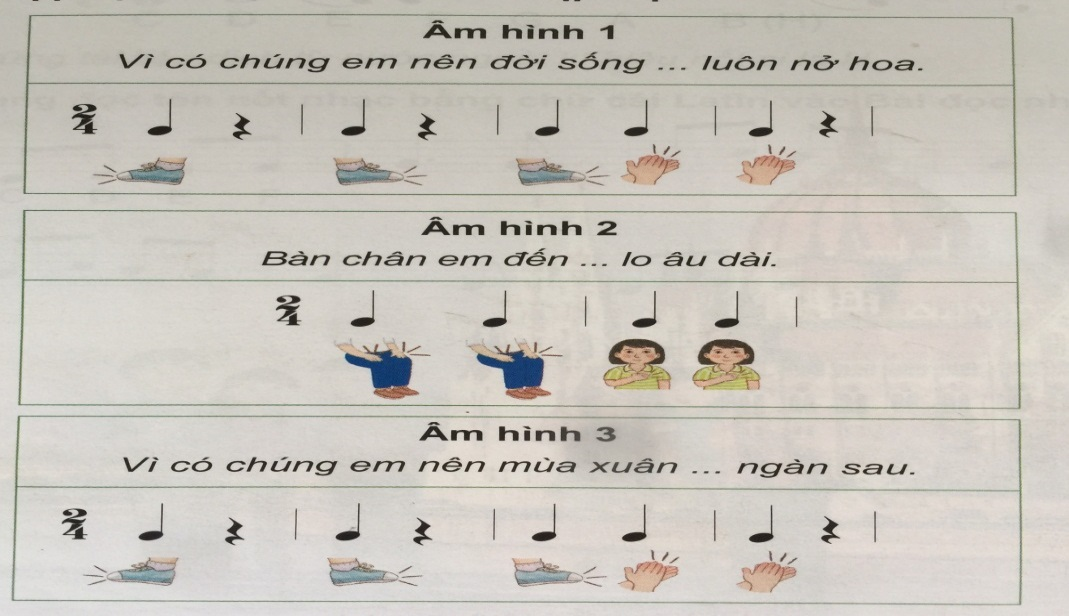 Âm hình 1
Vì có chúng em nên đời sống ... luôn nở hoa.
2
4
Âm hình 2
Bàn chân em đến ... lo âu dài.
2
4
Âm hình 3
Vì có chúng em nên mùa xuân ... ngàn sau.
2
4